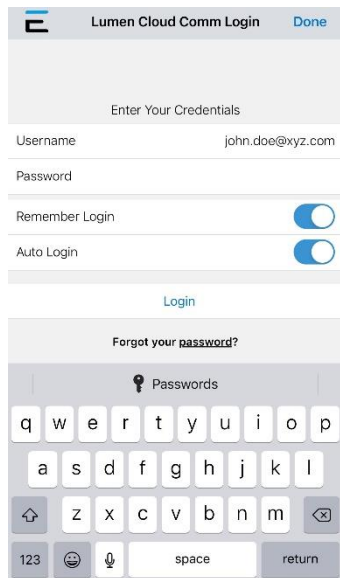 Lumen Cloud Comm Login Done
Enter Your Credentials
Username john.doe@xyz.com
Password
Remember Login
Auto Login
Login
Forgot your password?
Passwords
q w e r t y u i o p
a s d f g h j k l
z x c v b n m
123 space return